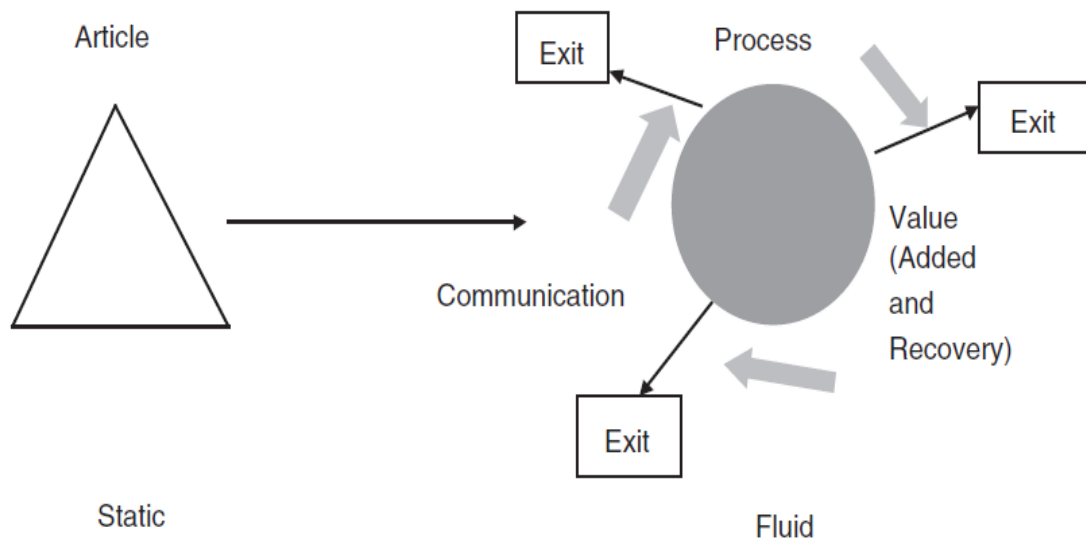 Article
Process
Exit
Exit
Value
(Added
and
Recovery)
Communication
Exit
Static
Fluid